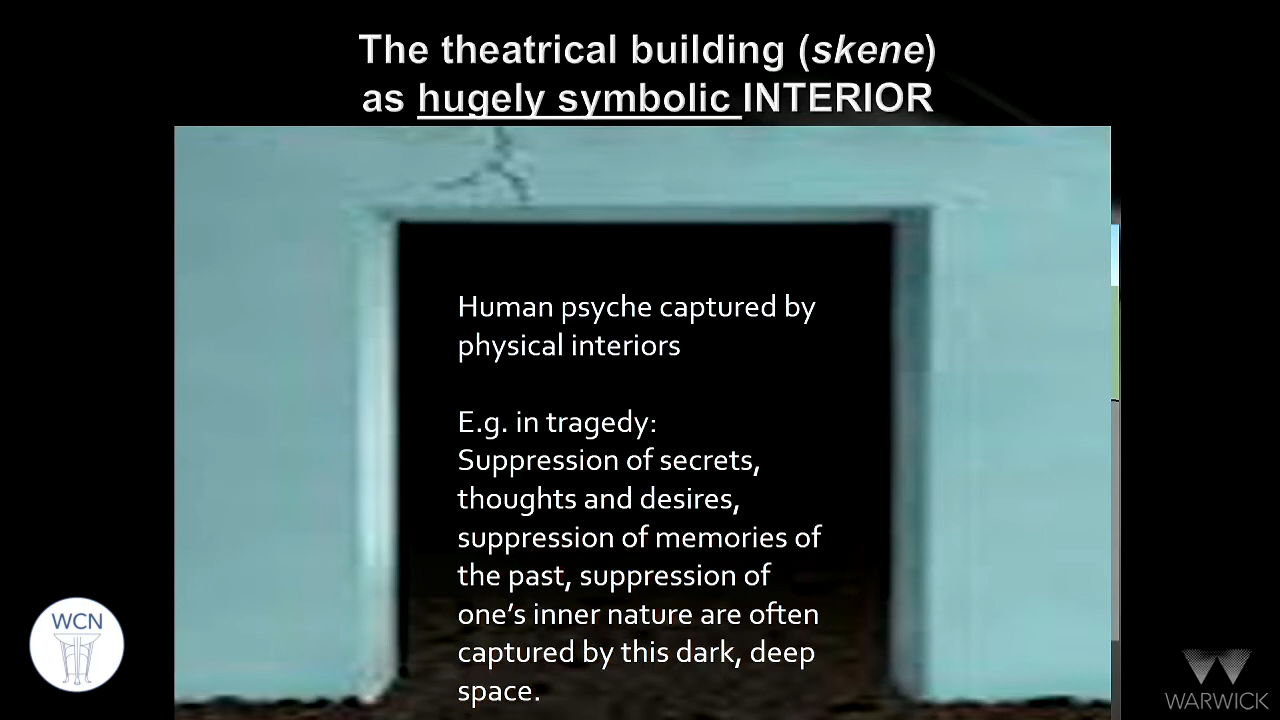 The theatrical building (skene)
as hugely symbolic INTERIOR
Human psyche captured by
physical interiors
E.g. in tragedy:
Suppression of secrets,
thoughts and desires,
suppression of memories of
the past, suppression of
one’s inner nature are often
captured by this dark, deep
space.
WCN
WARWICK